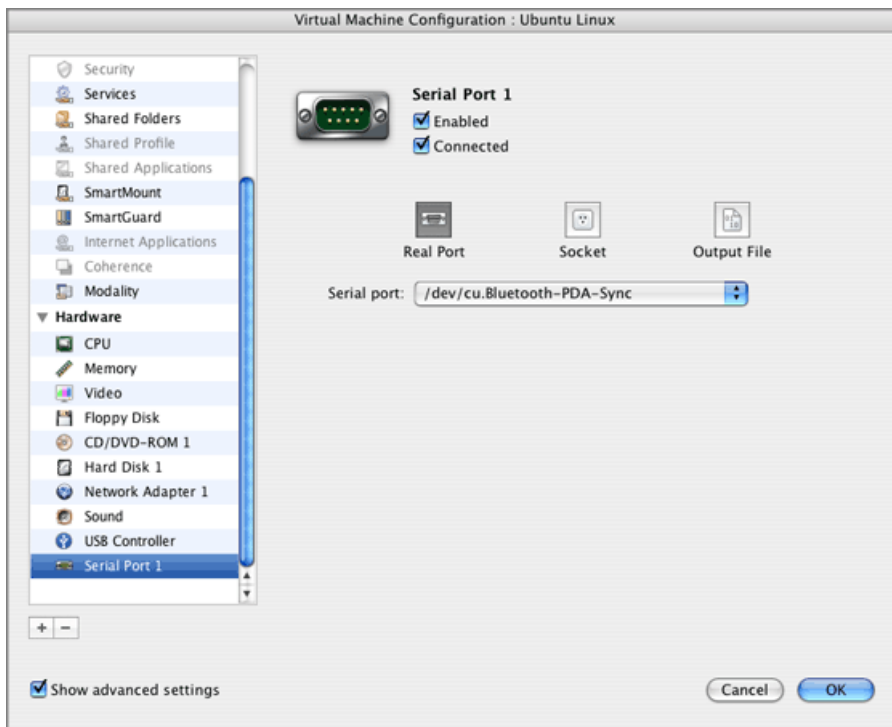 Virtual Machine Configuration : Ubuntu Linux
Security
Services
Shared Folders
Shared Profile
Shared Applications
SmartMount
SmartGuard
Internet Applications
Coherence
Modality
Hardware
CPU
Memory
Video
Floppy Disk
CD/DVD-ROM 1
Hard Disk 1
Network Adapter 1
Sound
USB Controller
Serial Port 1
Serial Port 1
Enabled
Connected
Real Port Socket Output File
Serial port: /dev/cu.Bluetooth-PDA-Sync
+ −
Show advanced settings
Cancel OK